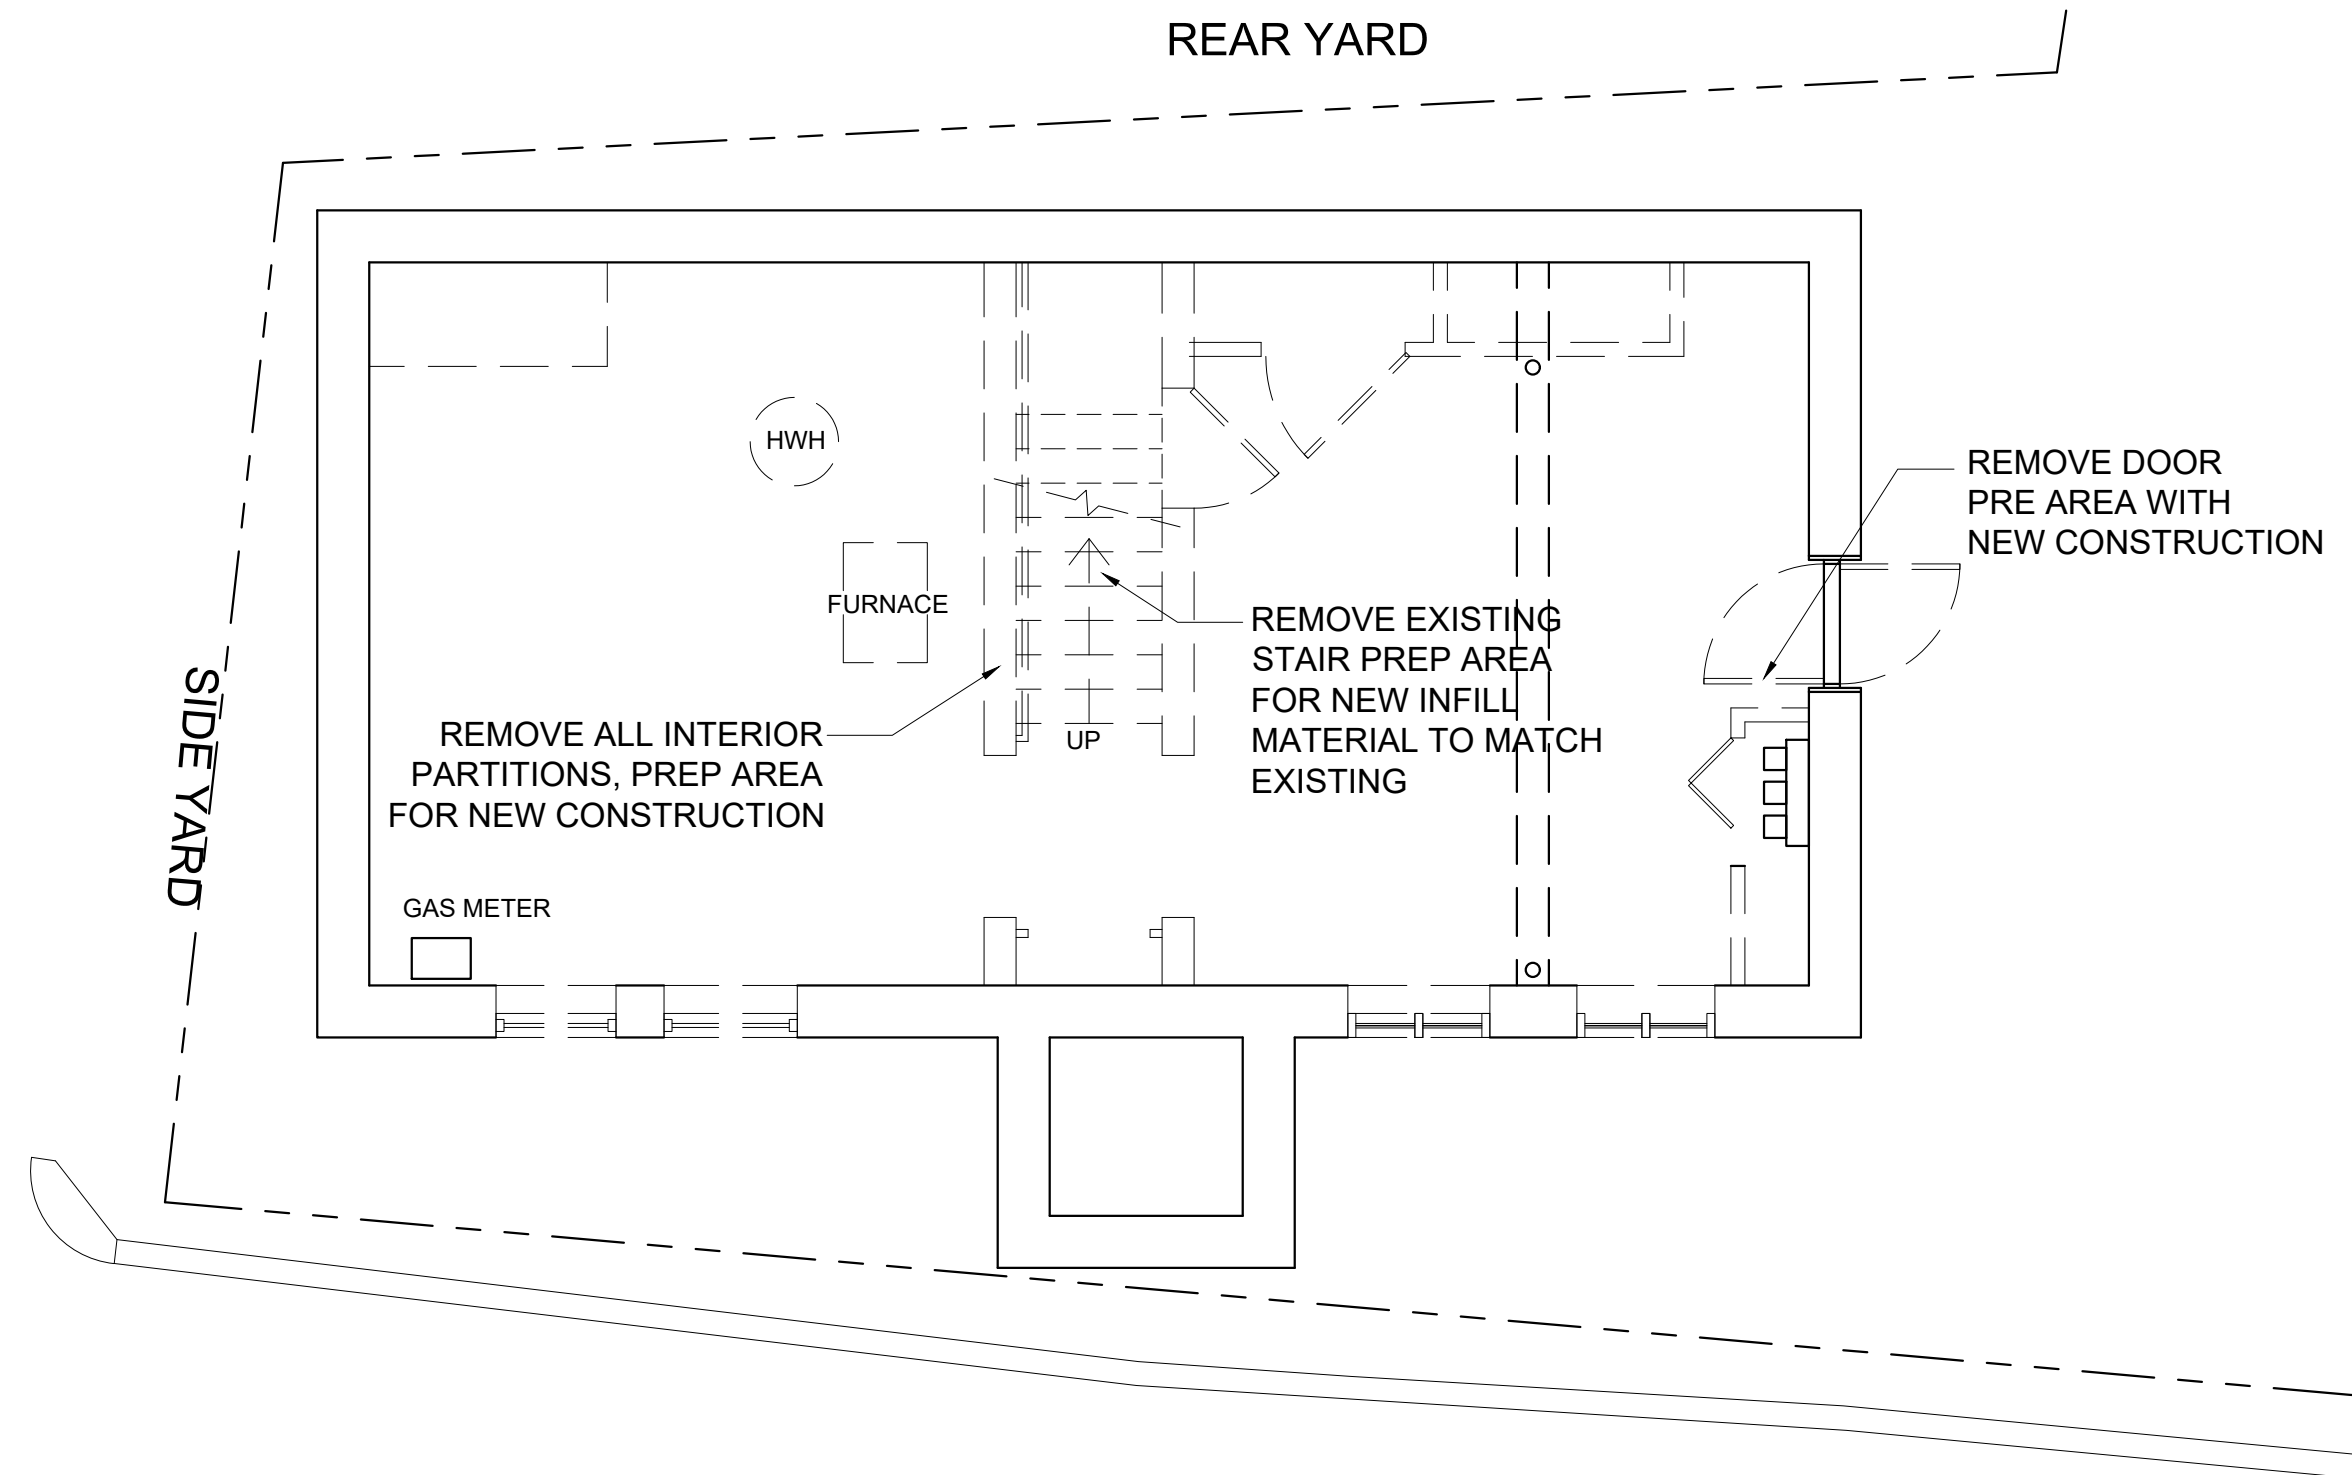 REAR YARD
HWH
REMOVE DOOR
PRE AREA WITH
NEW CONSTRUCTION
FURNACE
REMOVE EXISTING
STAIR PREP AREA
FOR NEW INFILL
MATERIAL TO MATCH
EXISTING
SIDE YARD
REMOVE ALL INTERIOR
PARTITIONS, PREP AREA
FOR NEW CONSTRUCTION
UP
GAS METER